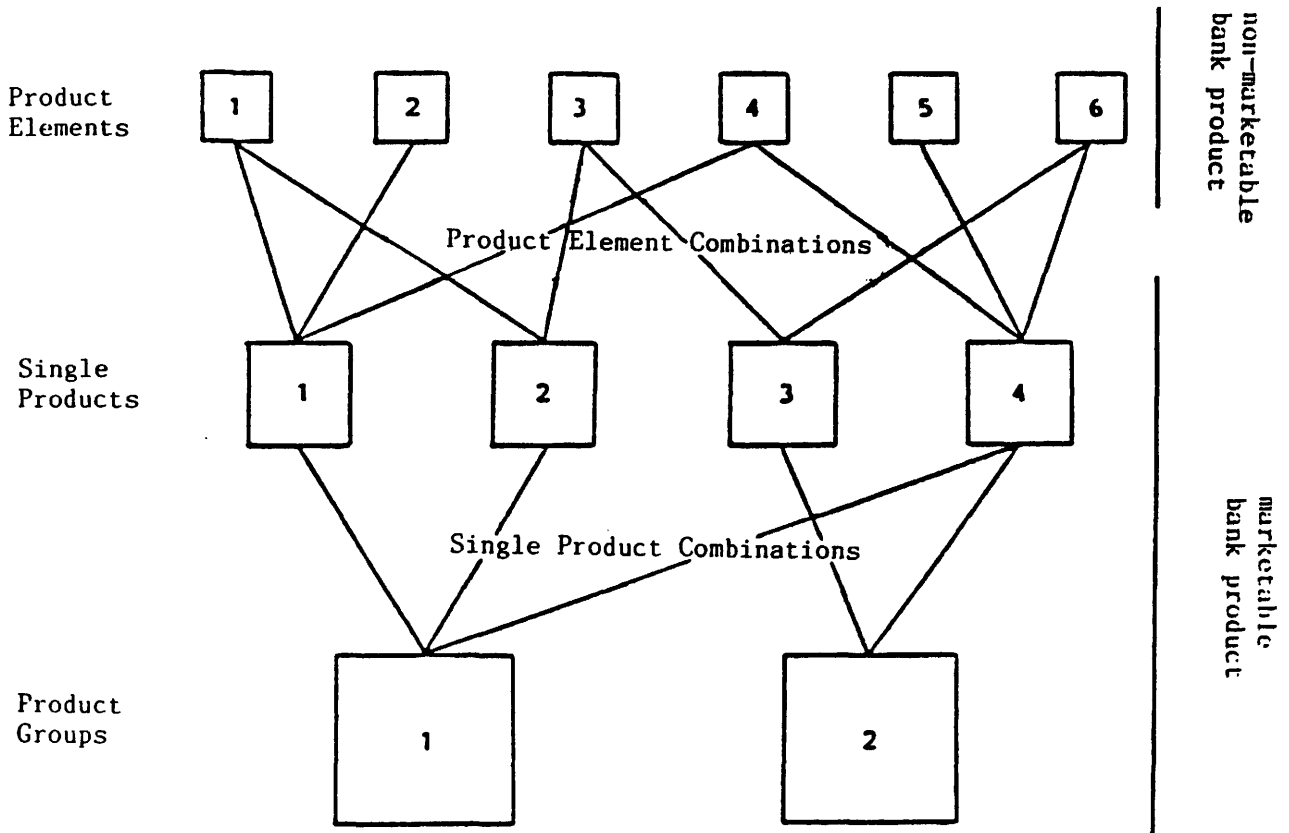 Product
Elements
1 2 3 4 5 6
non-marketable
bank product
Product Element Combinations
Single
Products
1 2 3 4
marketable
bank product
Single Product Combinations
Product
Groups
1 2